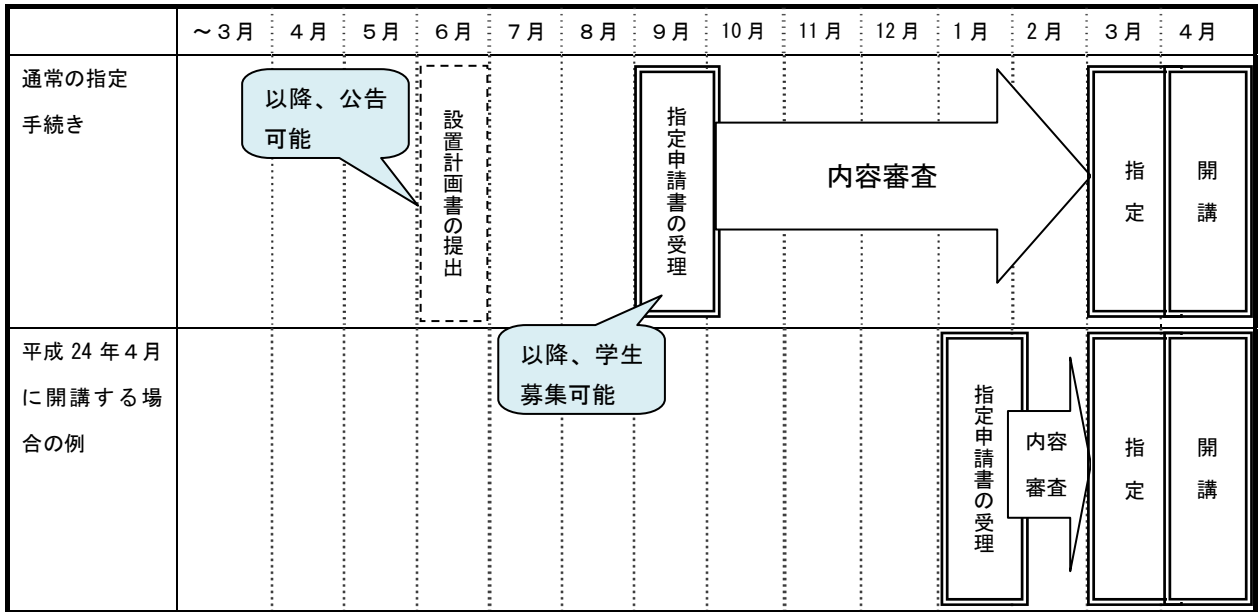 ～３月 ４月 ５月 ６月 ７月 ８月 ９月 10月 11月 12月 １月 ２月 ３月 ４月
通常の指定
手続き
以降、公告
可能
設置計画書の提出
指定申請書の受理
内容審査
指定
開講
以降、学生
募集可能
平成 24 年４月
に開講する場
合の例
指定申請書の受理
内容
審査
指定
開講